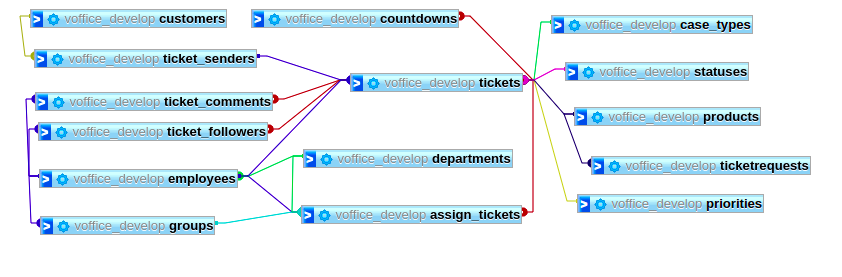 voffice_develop customers
voffice_develop countdowns
voffice_develop case_types
voffice_develop ticket_senders
voffice_develop statuses
voffice_develop tickets
voffice_develop ticket_comments
voffice_develop products
voffice_develop ticket_followers
voffice_develop departments
voffice_develop ticketrequests
voffice_develop employees
voffice_develop priorities
voffice_develop assign_tickets
voffice_develop groups